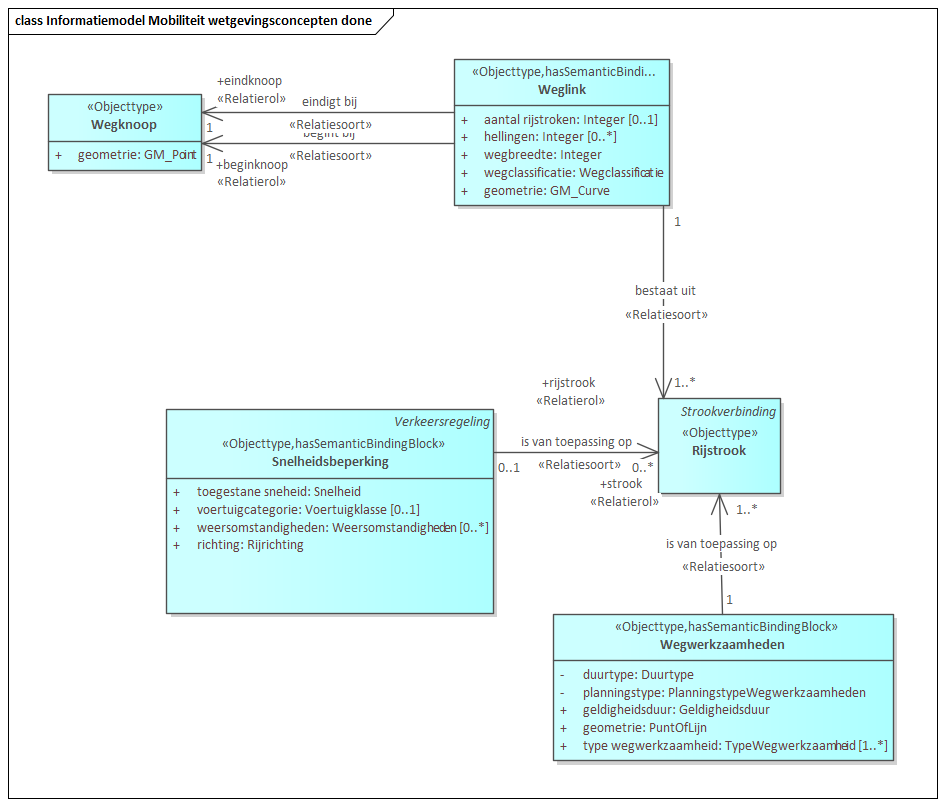 class Informatiemodel Mobiliteit wetgevingsconcepten done
«Objecttype»
Wegknoop
+ geometrie: GM_Point
+eindknoop
«Relatierol»
1
eindigt bij
«Relatiesoort»
begint bij
«Relatiesoort»
1
+beginknoop
«Relatierol»
«Objecttype,hasSemanticBindi...
Weglink
+ aantal rijstroken: Integer [0..1]
+ hellingen: Integer [0..*]
+ wegbreedte: Integer
+ wegclassificatie: Wegclassificatie
+ geometrie: GM_Curve
1
bestaat uit
«Relatiesoort»
1..*
+rijstrook
«Relatierol»
Verkeersregeling
«Objecttype,hasSemanticBindingBlock»
Snelheidsbeperking
+ toegestane sneheid: Snelheid
+ voertuigcategorie: Voertuigklasse [0..1]
+ weersomstandigheden: Weersomstandigheden [0..*]
+ richting: Rijrichting
is van toepassing op
0..1
«Relatiesoort»
0..*
+strook
«Relatierol»
Strookverbinding
«Objecttype»
Rijstrook
1..*
is van toepassing op
«Relatiesoort»
1
«Objecttype,hasSemanticBindingBlock»
Wegwerkzaamheden
- duurtype: Duurtype
- planningstype: PlanningstypeWegwerkzaamheden
+ geldigheidsduur: Geldigheidsduur
+ geometrie: PuntOfLijn
+ type wegwerkzaamheid: TypeWegwerkzaamheid [1..*]